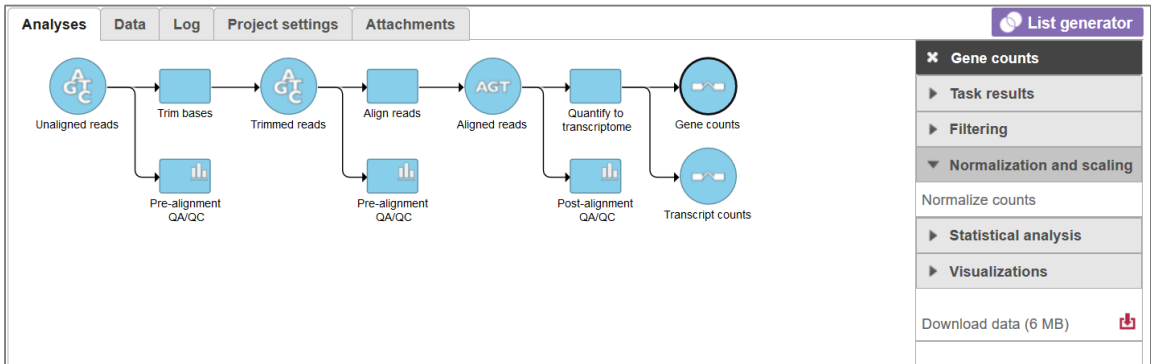 Analyses
Data
Log
Project settings
Attachments
List generator
A
G T
C
Unaligned reads
Trim bases
A
G T
C
Trimmed reads
Align reads
AGT
Aligned reads
Quantify to
transcriptome
Gene counts
Pre-alignment
QA/QC
Pre-alignment
QA/QC
Post-alignment
QA/QC
Transcript counts
Gene counts
Task results
Filtering
Normalization and scaling
Normalize counts
Statistical analysis
Visualizations
Download data (6 MB)